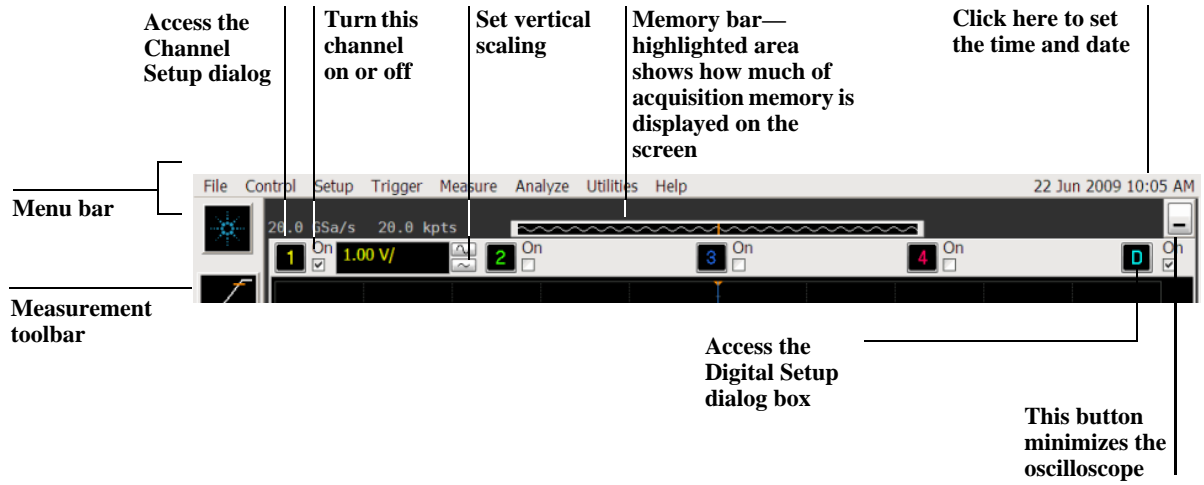 Access the
Channel
Setup dialog
Turn this
channel
on or off
Set vertical
scaling
Memory bar—
highlighted area
shows how much of
acquisition memory is
displayed on the
screen
Click here to set
the time and date
Menu bar
File Control Setup Trigger Measure Analyze Utilities Help 22 Jun 2009 10:05 AM
20.0 GSa/s 20.0 kpts
1 On 1.00 V/ 2 On 3 On 4 On D On
Measurement
toolbar
Access the
Digital Setup
dialog box
This button
minimizes the
oscilloscope